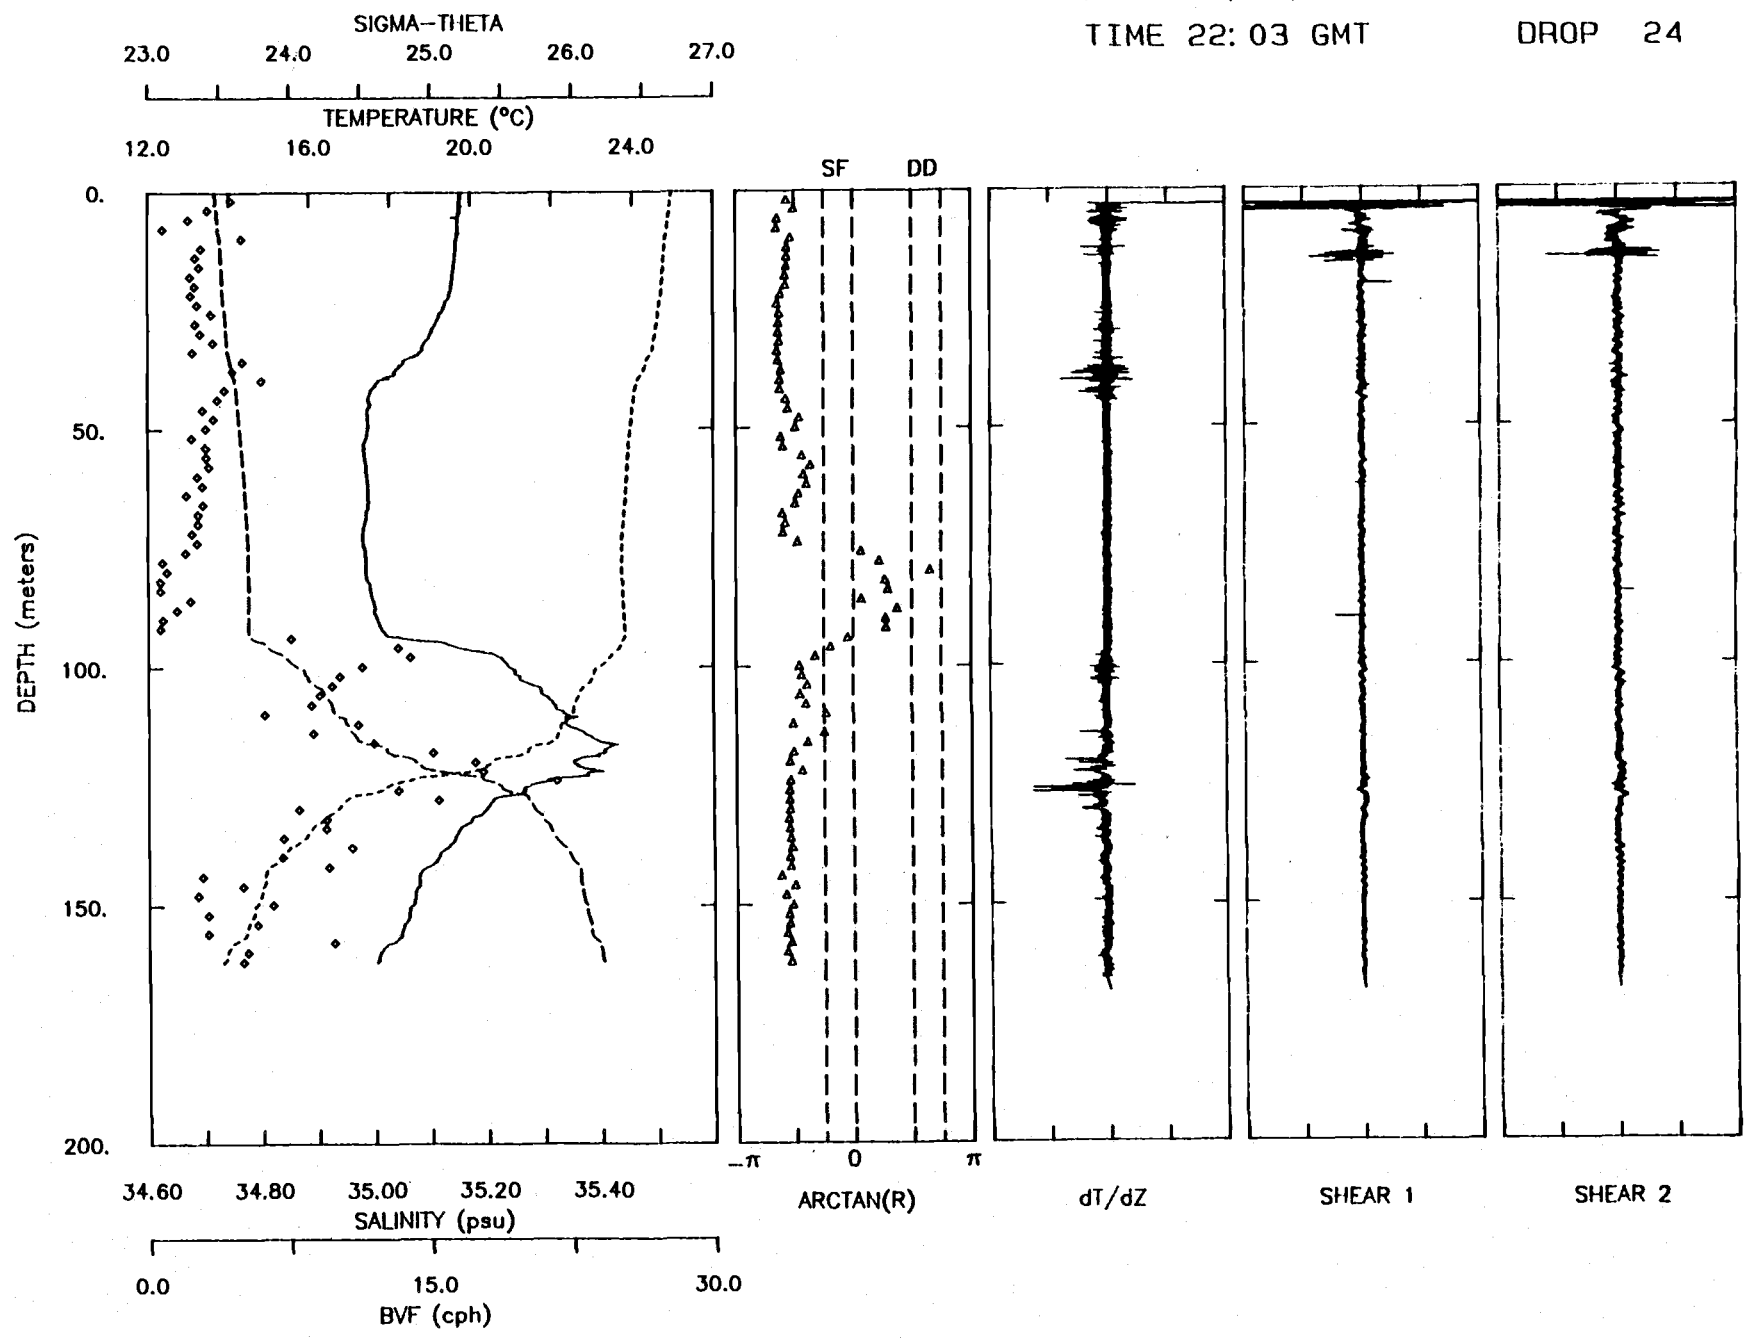 TIME 22:03 GMT DROP 24
SIGMA-THETA
23.0 24.0 25.0 26.0 27.0
TEMPERATURE (°C)
12.0 16.0 20.0 24.0
SF DD
0.
50.
100.
150.
200.
DEPTH (meters)
-π 0 π
34.60 34.80 35.00 35.20 35.40
SALINITY (psu)
ARCTAN(R) dT/dZ SHEAR 1 SHEAR 2
0.0 15.0 30.0
BVF (cph)